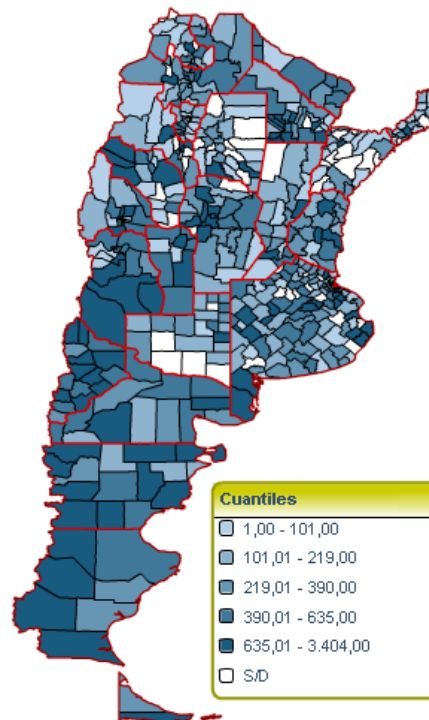 Cuantiles
1,00 - 101,00
101,01 - 219,00
219,01 - 390,00
390,01 - 635,00
635,01 - 3.404,00
S/D